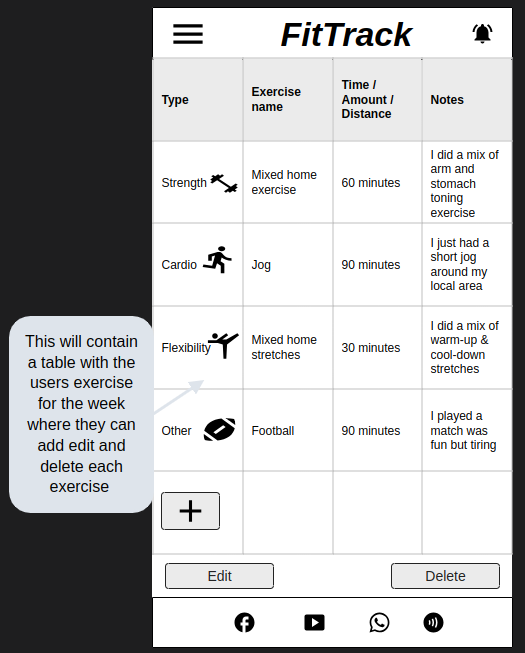 FitTrack
Type
Exercise
name
Time /
Amount /
Distance
Notes
Strength
Mixed home
exercise
60 minutes
I did a mix of
arm and
stomach
toning
exercise
Cardio
Jog
90 minutes
I just had a
short jog
around my
local area
Flexibility
Mixed home
stretches
30 minutes
I did a mix of
warm-up &
cool-down
stretches
Other
Football
90 minutes
I played a
match was
fun but tiring
+
Edit
Delete
This will contain
a table with the
users exercise
for the week
where they can
add edit and
delete each
exercise